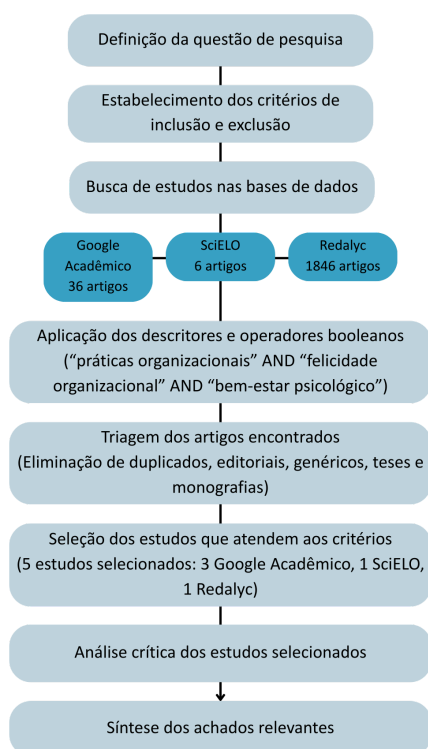 Definição da questão de pesquisa
Estabelecimento dos critérios de
inclusão e exclusão
Busca de estudos nas bases de dados
Google
Acadêmico
36 artigos
SciELO
6 artigos
Redalyc
1846 artigos
Aplicação dos descritores e operadores booleanos
(“práticas organizacionais” AND “felicidade
organizacional” AND “bem-estar psicológico”)
Triagem dos artigos encontrados
(Eliminação de duplicados, editoriais, genéricos, teses e
monografias)
Seleção dos estudos que atendem aos critérios
(5 estudos selecionados: 3 Google Acadêmico, 1 SciELO,
1 Redalyc)
Análise crítica dos estudos selecionados
Síntese dos achados relevantes